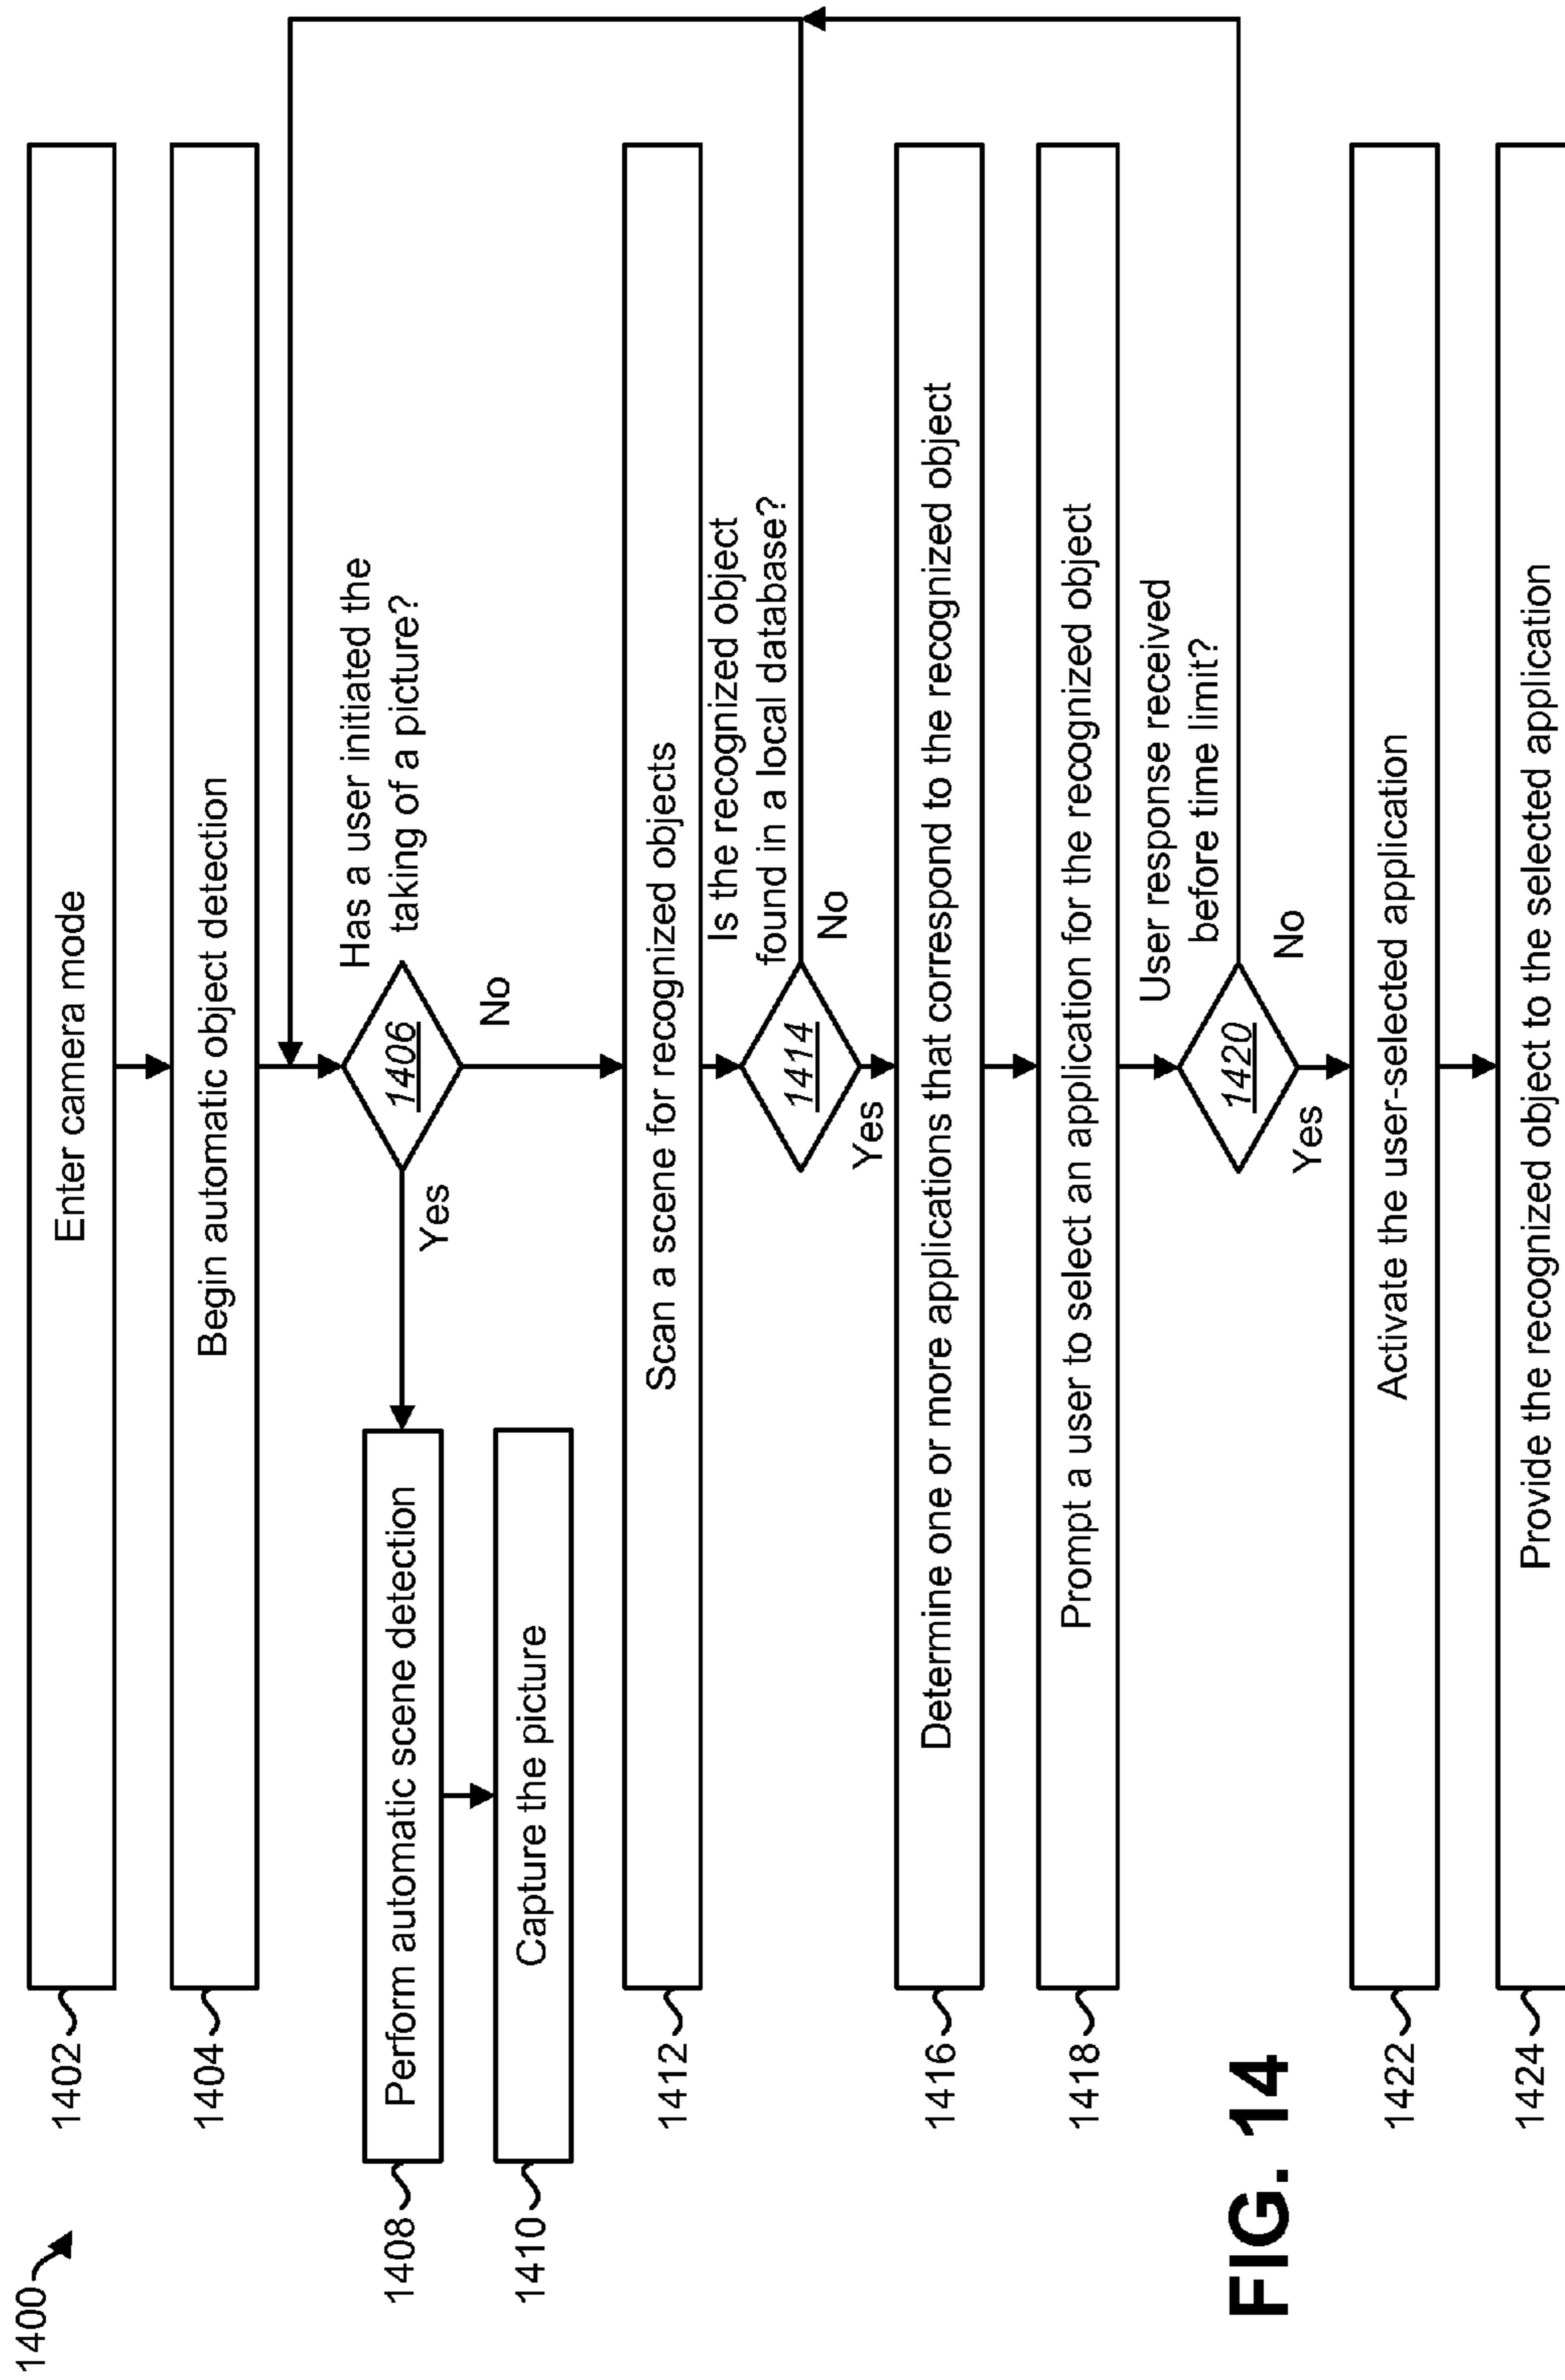 1400
1402
Enter camera mode
1404
Begin automatic object detection
Has a user initiated the
taking of a picture?
1406
Yes
No
1408
Perform automatic scene detection
1410
Capture the picture
1412
Scan a scene for recognized objects
Is the recognized object
found in a local database?
1414
No
Yes
1416
Determine one or more applications that correspond to the recognized object
1418
Prompt a user to select an application for the recognized object
User response received
before time limit?
1420
No
Yes
1422
Activate the user-selected application
1424
Provide the recognized object to the selected application
FIG. 14